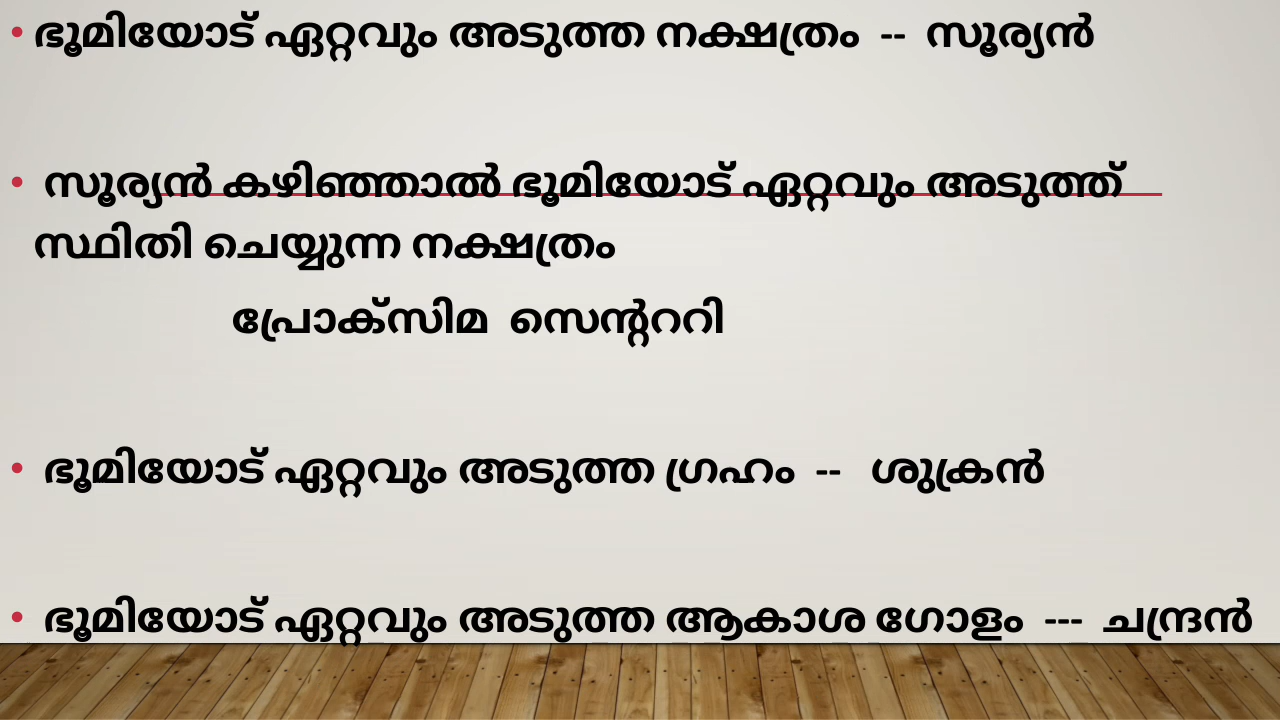 • ഭൂമിയോട് ഏറ്റവും അടുത്ത നക്ഷത്രം -- സൂര്യൻ
• സൂര്യൻ കഴിഞ്ഞാൽ ഭൂമിയോട് ഏറ്റവും അടുത്ത്
സ്ഥിതി ചെയ്യുന്ന നക്ഷത്രം
പ്രോക്സിമ സെന്ററി
• ഭൂമിയോട് ഏറ്റവും അടുത്ത ഗ്രഹം -- ശുക്രൻ
• ഭൂമിയോട് ഏറ്റവും അടുത്ത ആകാശ ഗോളം --- ചന്ദ്രൻ